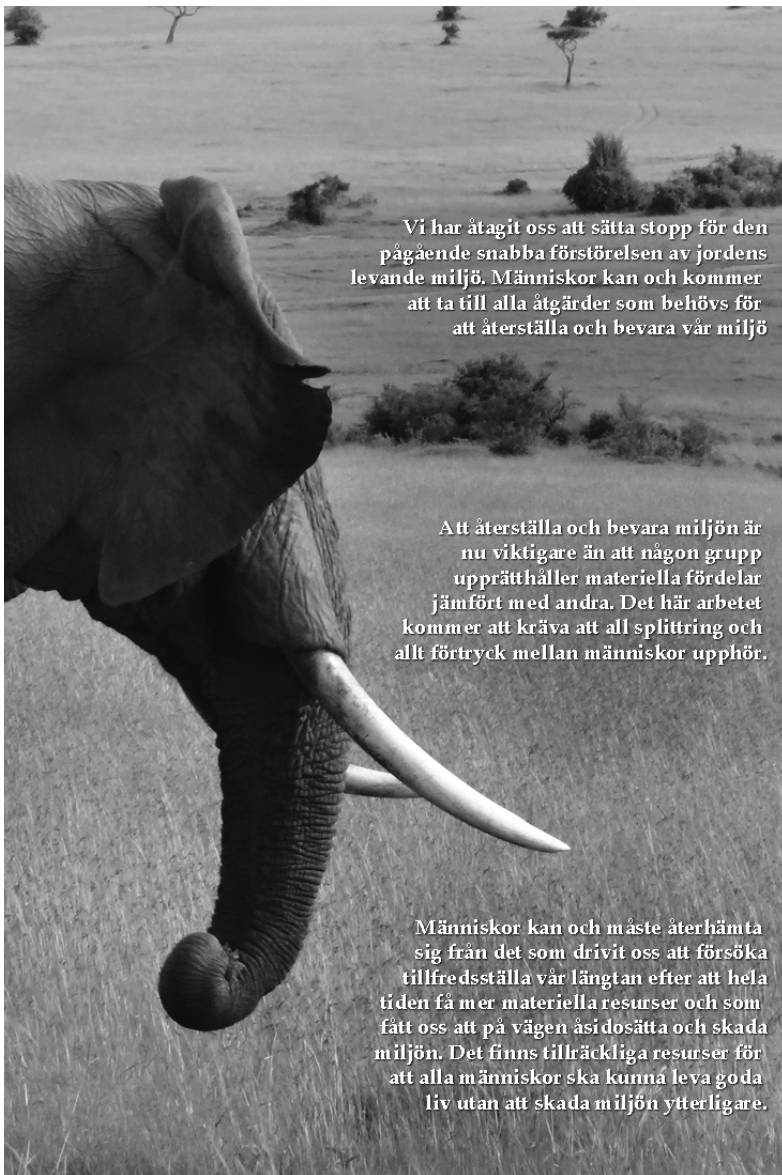 Vi har åtagit oss att sätta stopp för den
pågående snabba förstörelsen av jordens
levande miljö. Människor kan och kommer
att ta till alla åtgärder som behövs för
att återställa och bevara vår miljö
Att återställa och bevara miljön är
nu viktigare än att någon grupp
upprätthåller materiella fördelar
jämfört med andra. Det här arbetet
kommer att kräva att all splittring och
allt förtryck mellan människor upphör.
Människor kan och måste återhämta
sig från det som drivit oss att försöka
tillfredsställa vår längtan efter att hela
tiden få mer materiella resurser och som
fått oss att på vägen åsidosätta och skada
miljön. Det finns tillräckliga resurser för
att alla människor ska kunna leva goda
liv utan att skada miljön ytterligare.